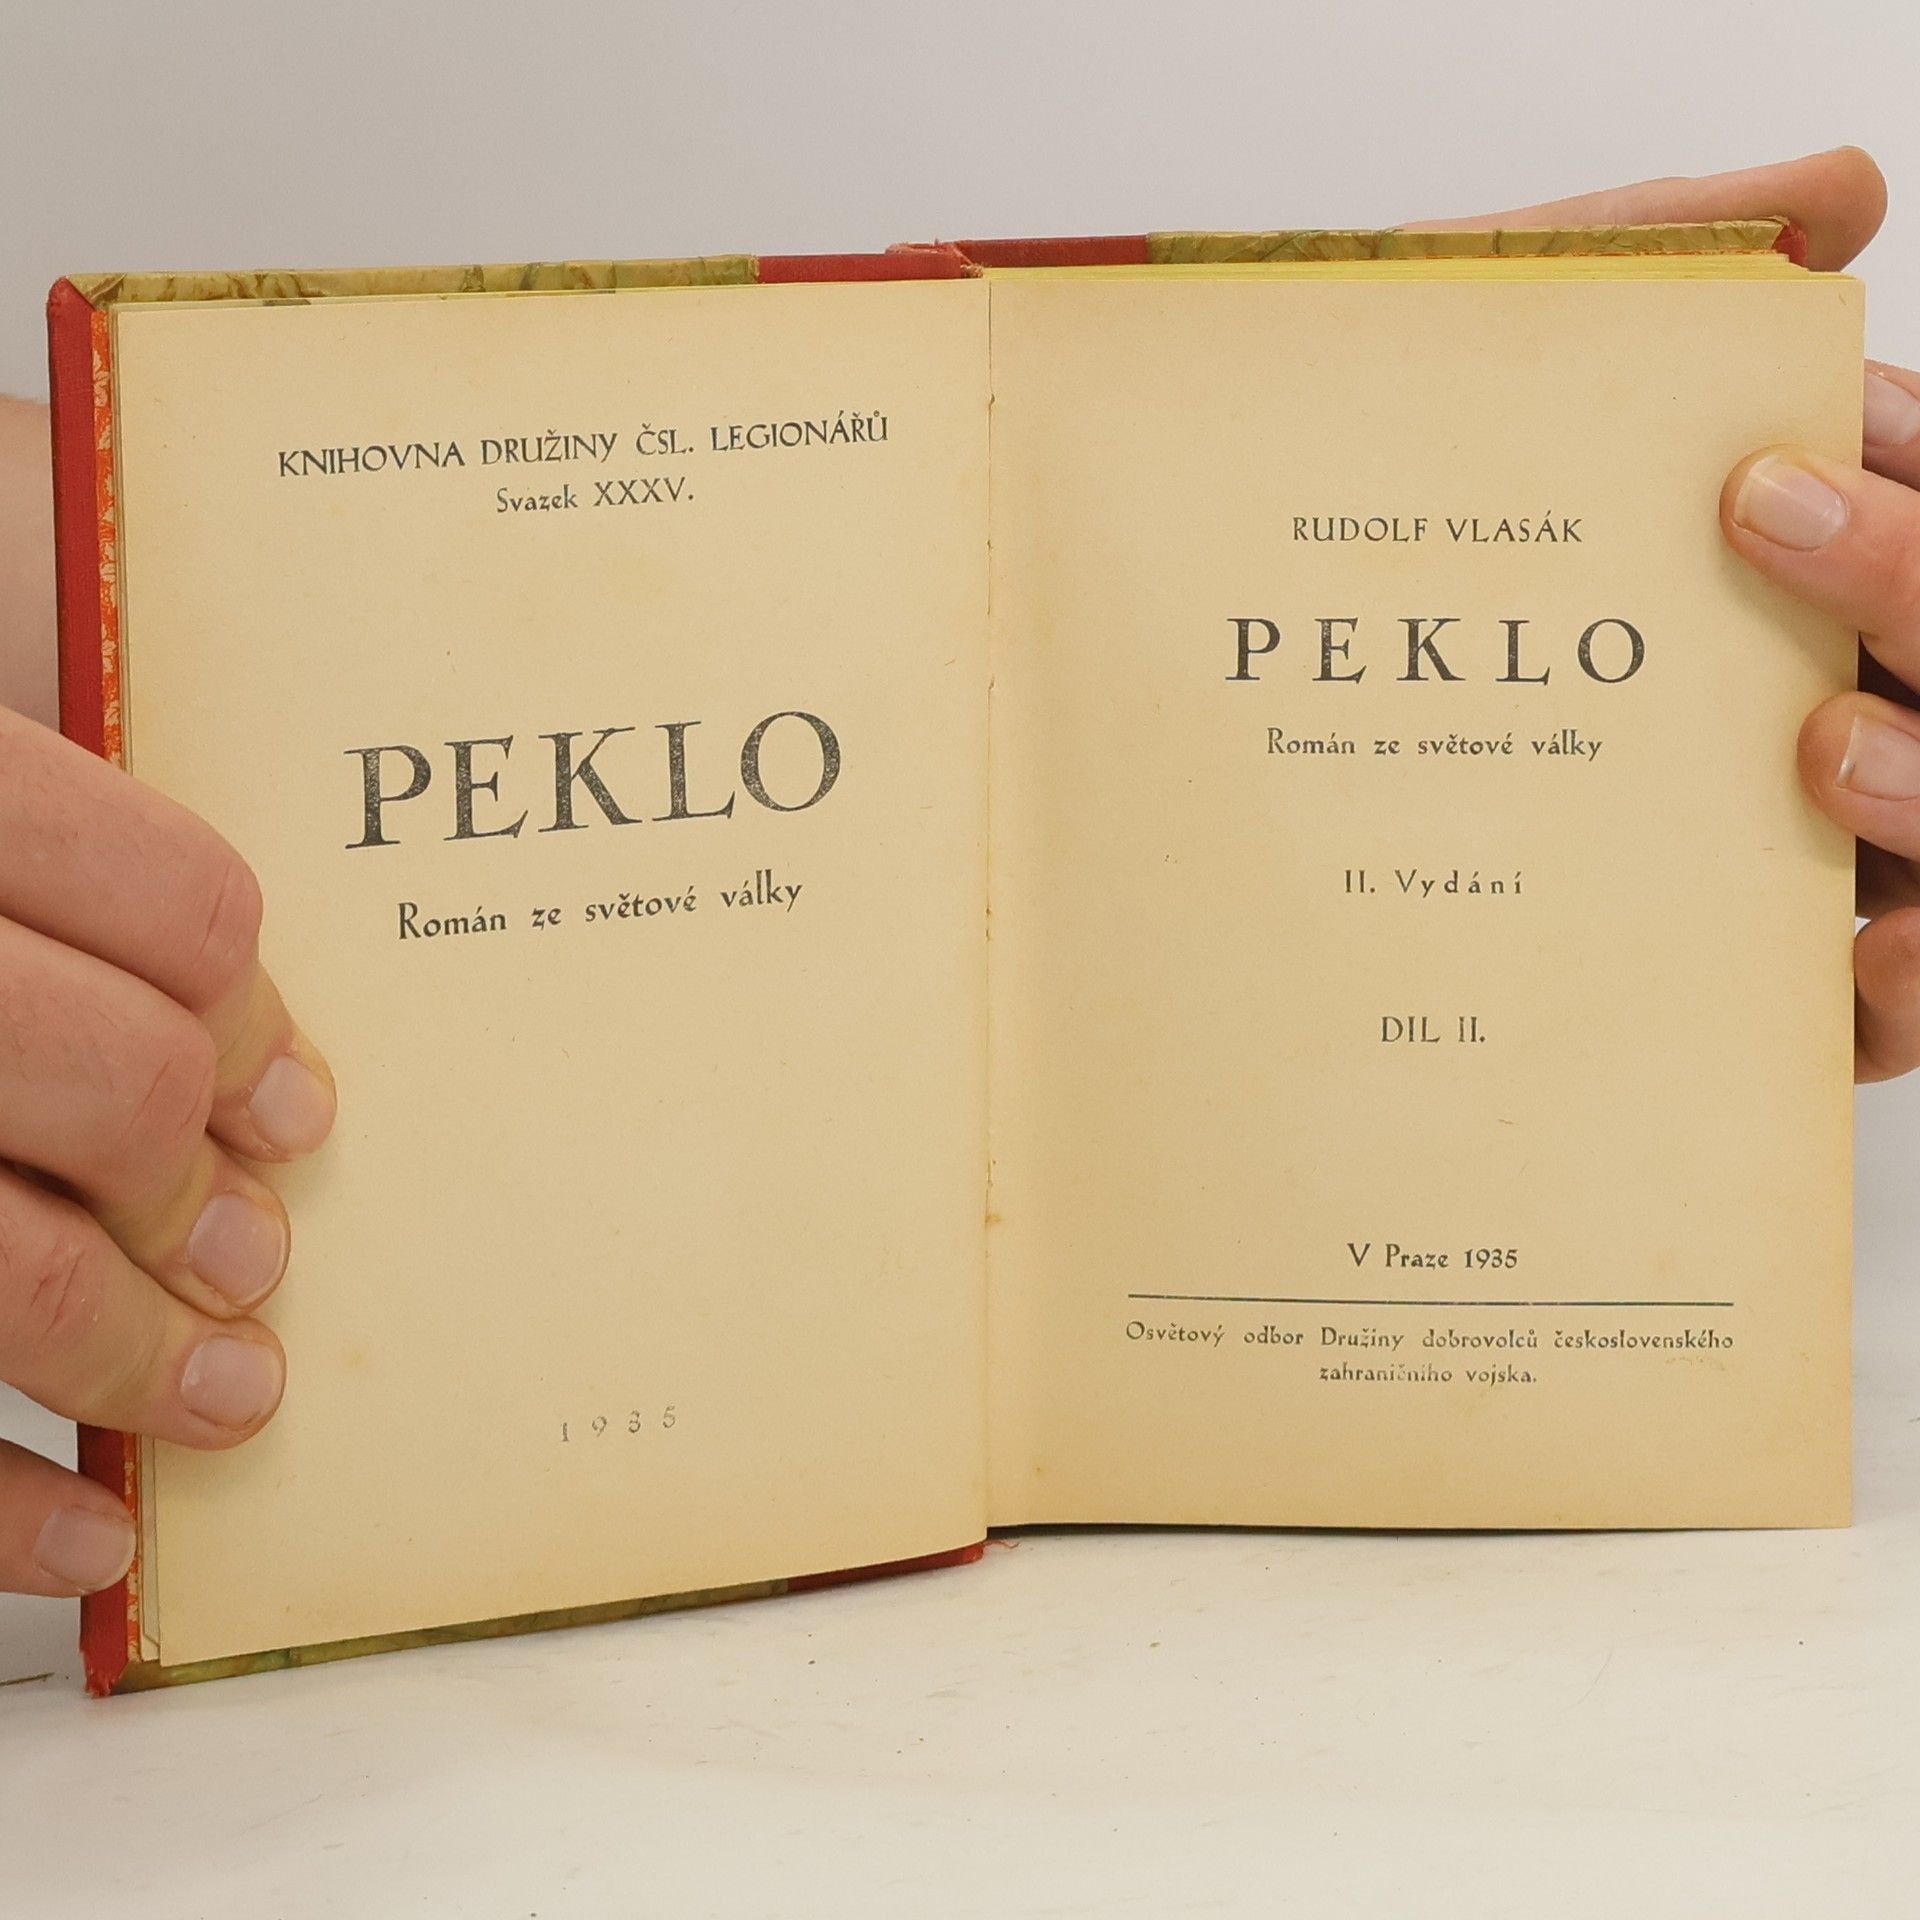 KNIHOVNA DRUŽINY ČSL. LEGIONÁŘŮ
Svazek XXXV.
PEKLO
Román ze světové války
1935
RUDOLF VLASÁK
PEKLO
Román ze světové války
II. Vydání
DIL II.
V Praze 1935
Osvětový odbor Družiny dobrovolců československého
zahraničního vojska.